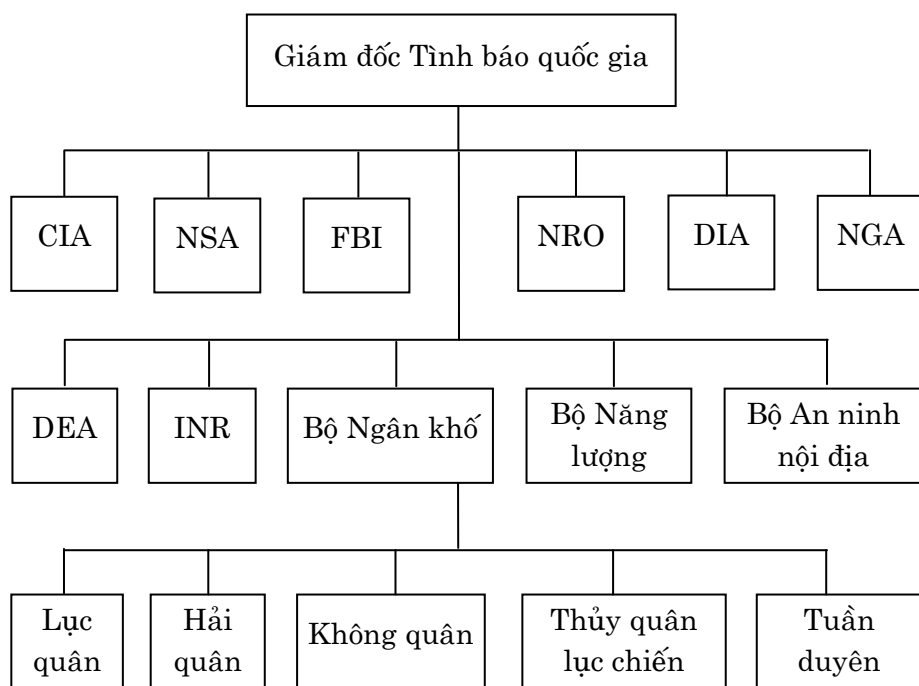 Giám đốc Tình báo quốc gia
CIA
NSA
FBI
NRO
DIA
NGA
DEA
INR
Bộ Ngân khố
Bộ Năng
lượng
Bộ An ninh
nội địa
Lục
quân
Hải
quân
Không quân
Thủy quân
lục chiến
Tuần
duyên